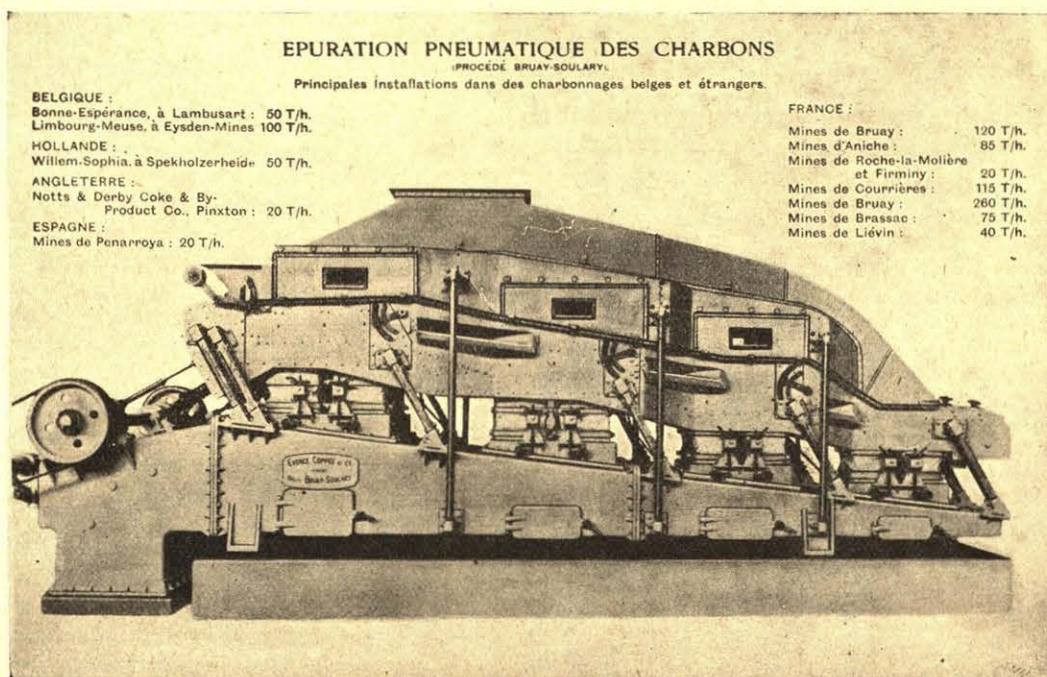 EPURATION PNEUMATIQUE DES CHARBONS
(PROCÉDÉ BRUAY-SOULARY).
Principales installations dans des charbonnages belges et étrangers.
BELGIQUE :
Bonne-Espérance, à Lambusart : 50 T/h.
Limbourg-Meuse, à Eysden-Mines 100 T/h.
HOLLANDE :
Willem-Sophia, à Spekholzerheide 50 T/h.
ANGLETERRE :
Notts & Derby Coke & By-
Product Co., Pinxton : 20 T/h.
ESPAGNE :
Mines de Penarroya : 20 T/h.
FRANCE :
Mines de Bruay : 120 T/h.
Mines d'Aniche : 85 T/h.
Mines de Roche-la-Molière
et Firminy : 20 T/h.
Mines de Courrières : 115 T/h.
Mines de Bruay : 260 T/h.
Mines de Brassac : 75 T/h.
Mines de Liévin : 40 T/h.
EVENCE COPPÉE & Cie
BRUAY-SOULARY